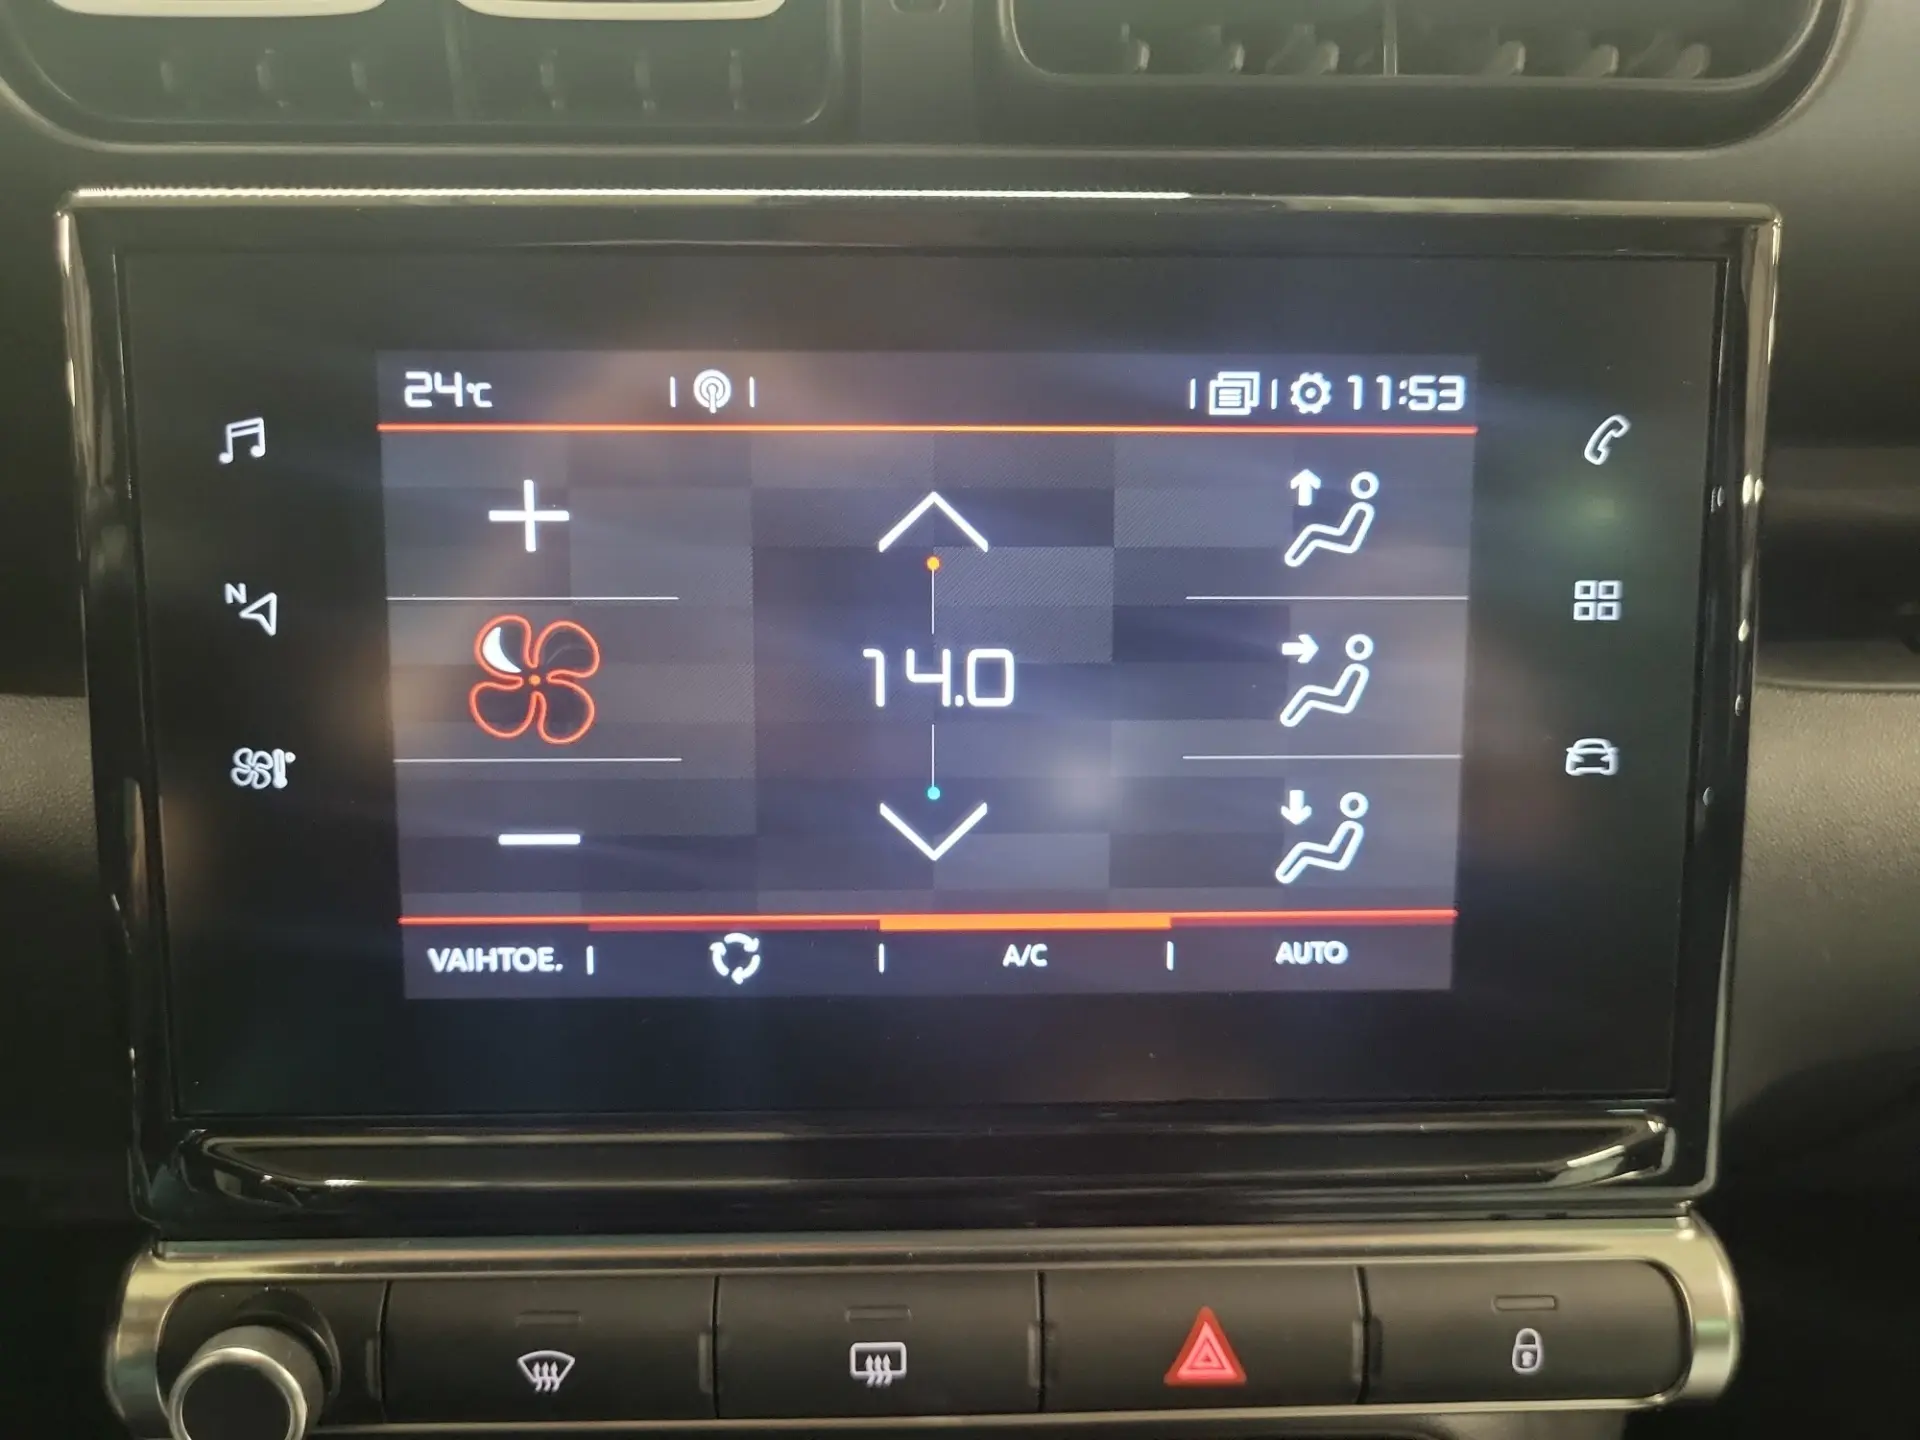 24°C 11:53
N
14.0
VAIHTOE. A/C AUTO